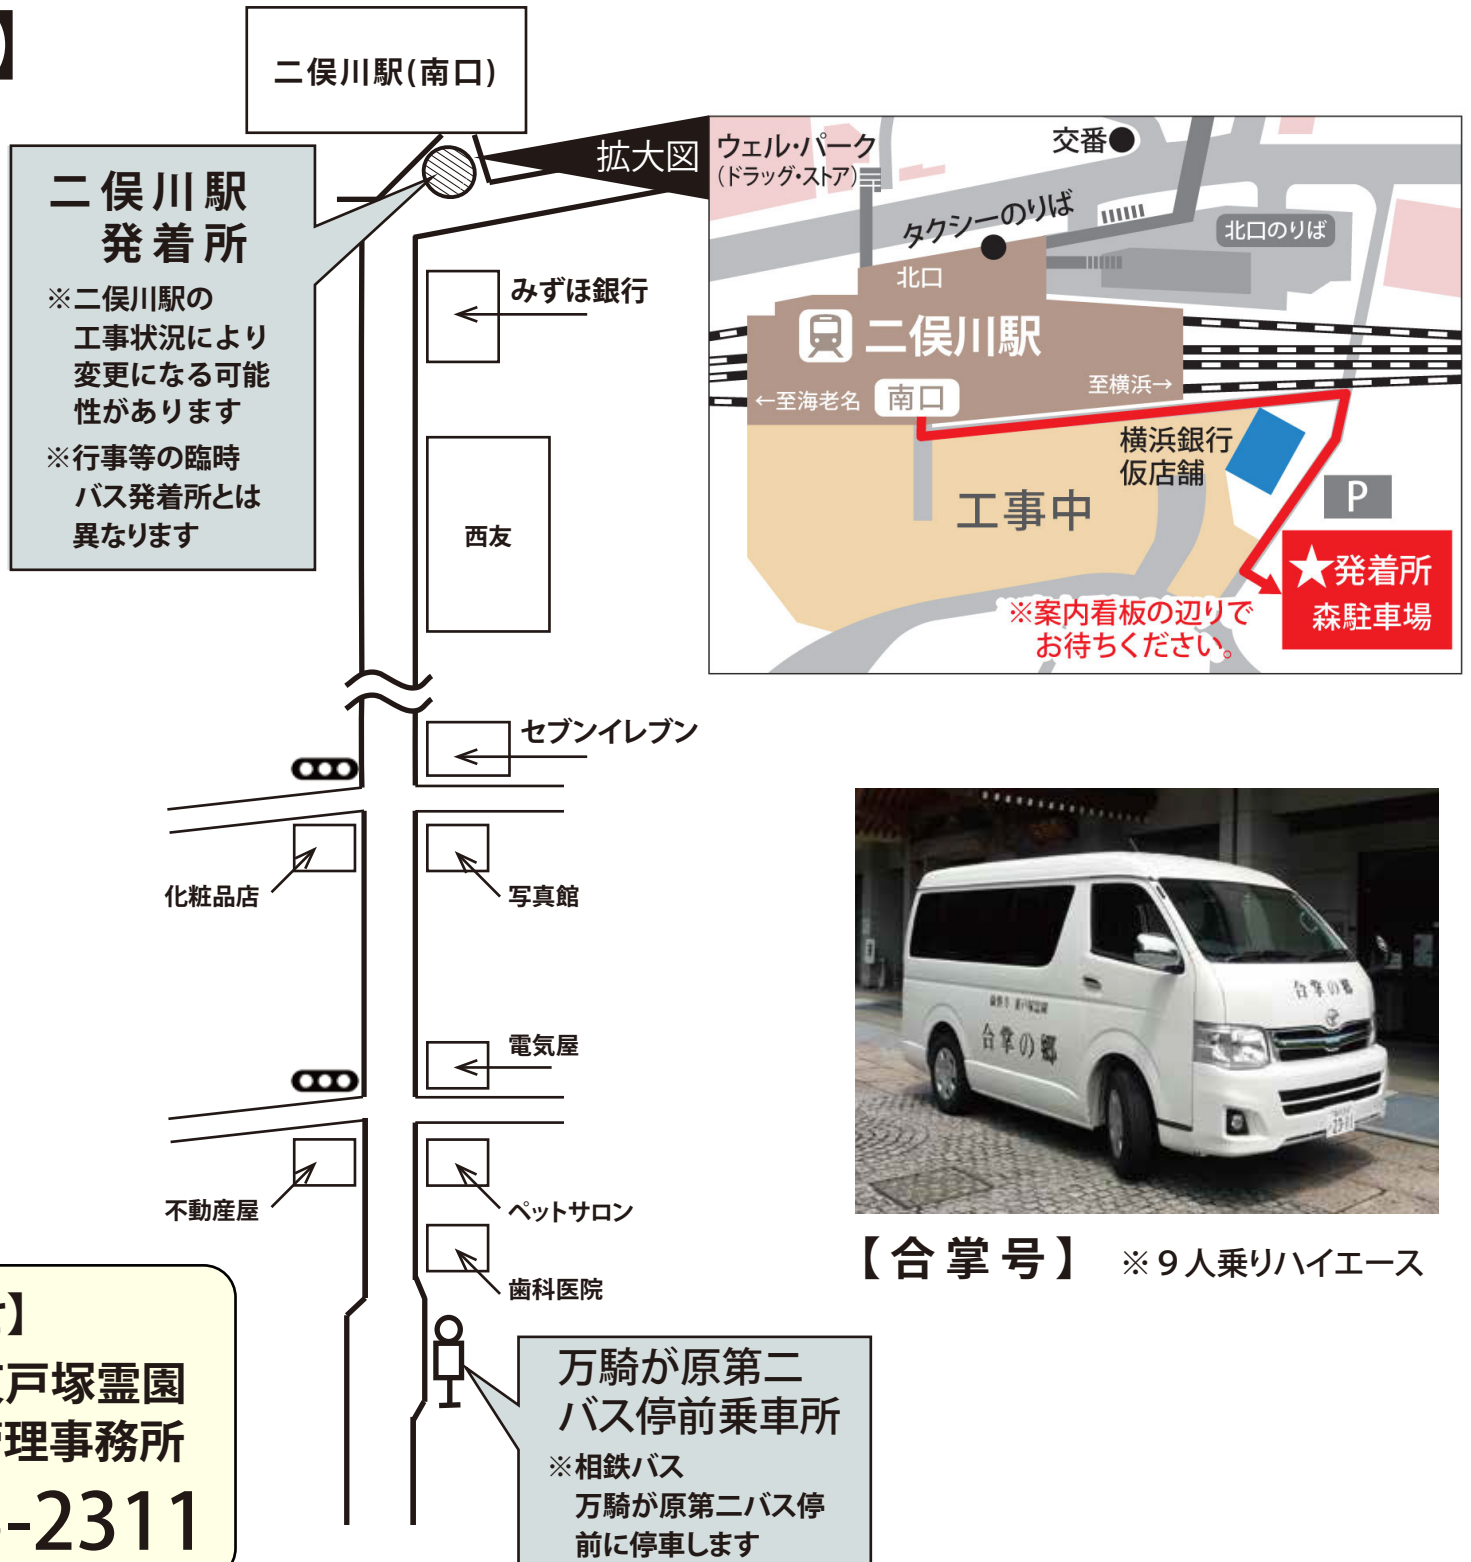 】
二俣川駅(南口)
二俣川駅
発着所
※二俣川駅の
工事状況により
変更になる可能
性があります
※行事等の臨時
バス発着所とは
異なります
拡大図
ウェル・パーク
(ドラッグ・ストア)
交番
タクシーのりば
北口のりば
北口
二俣川駅
←至海老名
南口
至横浜→
横浜銀行
仮店舗
工事中
P
★発着所
森駐車場
※案内看板の辺りで
お待ちください。
みずほ銀行
西友
セブンイレブン
化粧品店
写真館
電気屋
不動産屋
ペットサロン
歯科医院
合掌の郷
合掌の郷
2311
【合掌号】 ※９人乗りハイエース
】
戸塚霊園
理事務所
-2311
万騎が原第二
バス停前乗車所
※相鉄バス
万騎が原第二バス停
前に停車します